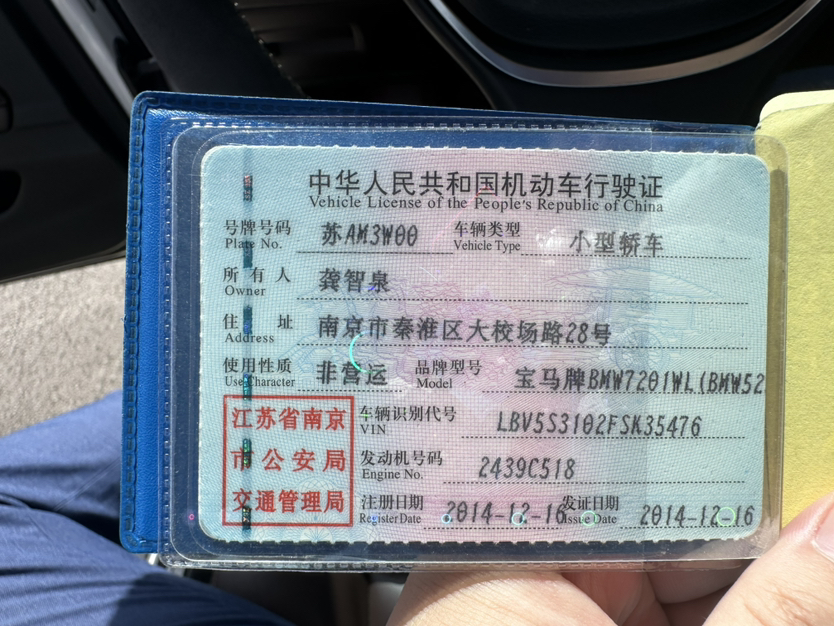 中华人民共和国机动车行驶证
Vehicle License of the People's Republic of China
号牌号码 苏AM3W00 车辆类型 小型轿车
Plate No. Vehicle Type
所有人 龚智泉
Owner
住址 南京市秦淮区大校场路28号
Address
使用性质 非营运 品牌型号 宝马牌BMW7201WL(BMW52
Use Character Model
江苏省南京
市公安局
交通管理局
车辆识别代号 LBV5S3102FSK35476
VIN
发动机号码 2439C518
Engine No.
注册日期 2014-12-16 发证日期 2014-12-16
Register Date Issue Date